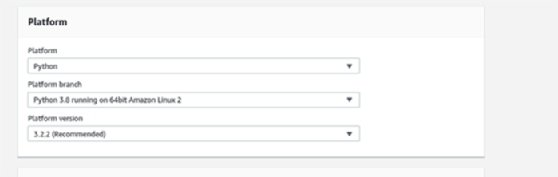 Platform
Platform
Python
Platform branch
Python 3.8 running on 64bit Amazon Linux 2
Platform version
3.2.2 (Recommended)